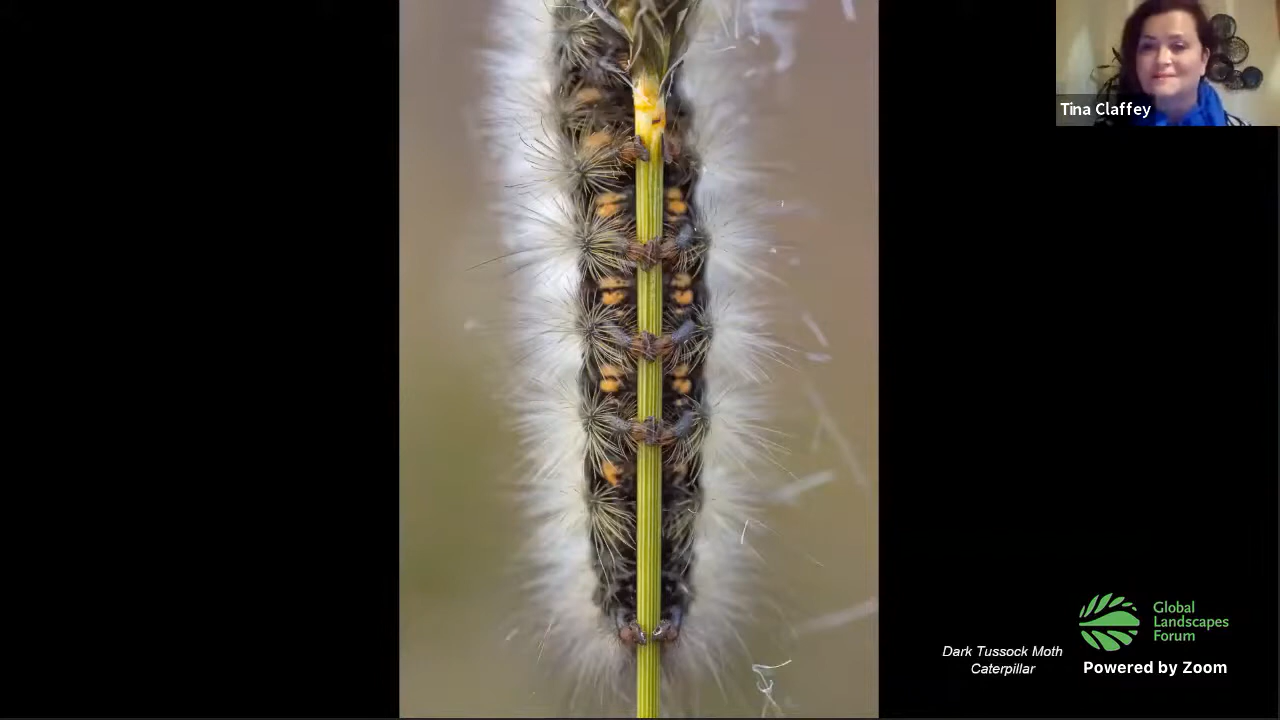 Tina Claffey
Global
Landscapes
Forum
Dark Tussock Moth
Caterpillar
Powered by Zoom